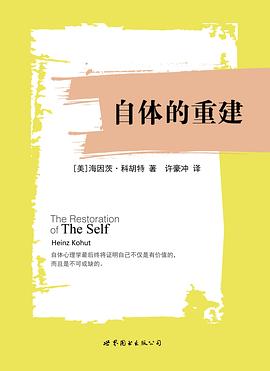 自体的重建
[美]海因茨·科胡特 著 许豪冲 译
The Restoration
of The Self
Heinz Kohut
自体心理学最后终将证明自己不仅是有价值的，
而且是不可或缺的。
世界图书出版公司